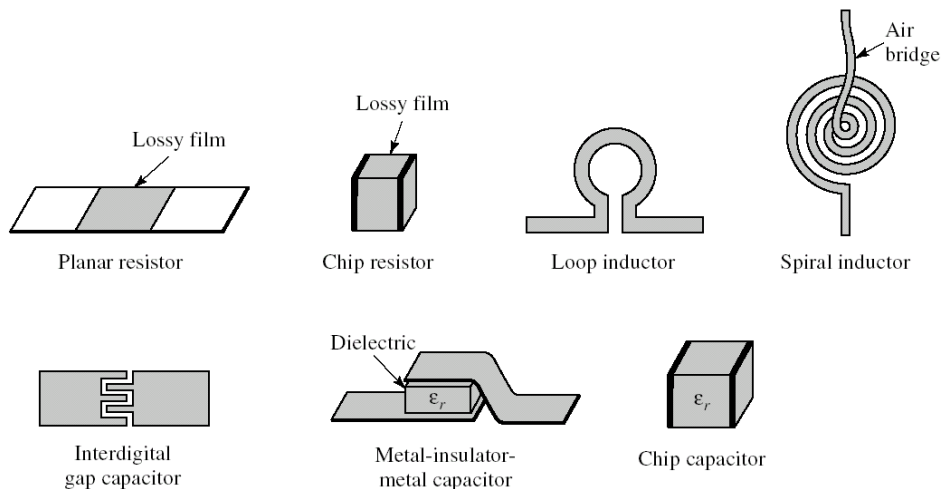 Air
bridge
Lossy film
Lossy film
Planar resistor
Chip resistor
Loop inductor
Spiral inductor
Dielectric
εr
εr
Interdigital
gap capacitor
Metal-insulator-
metal capacitor
Chip capacitor